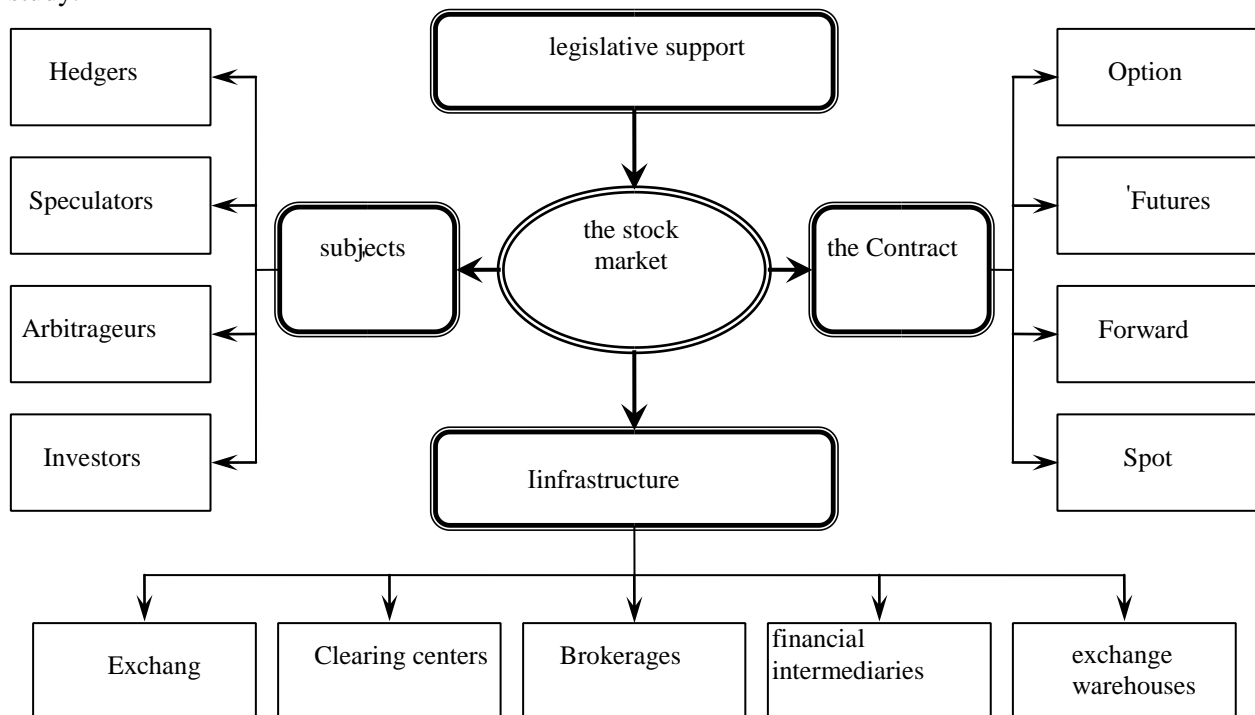 study.
legislative support
Hedgers
Option
Speculators
'Futures
the stock
market
subjects
the Contract
Arbitrageurs
Forward
Investors
Spot
Iinfrastructure
Exchang
Clearing centers
Brokerages
financial
intermediaries
exchange
warehouses